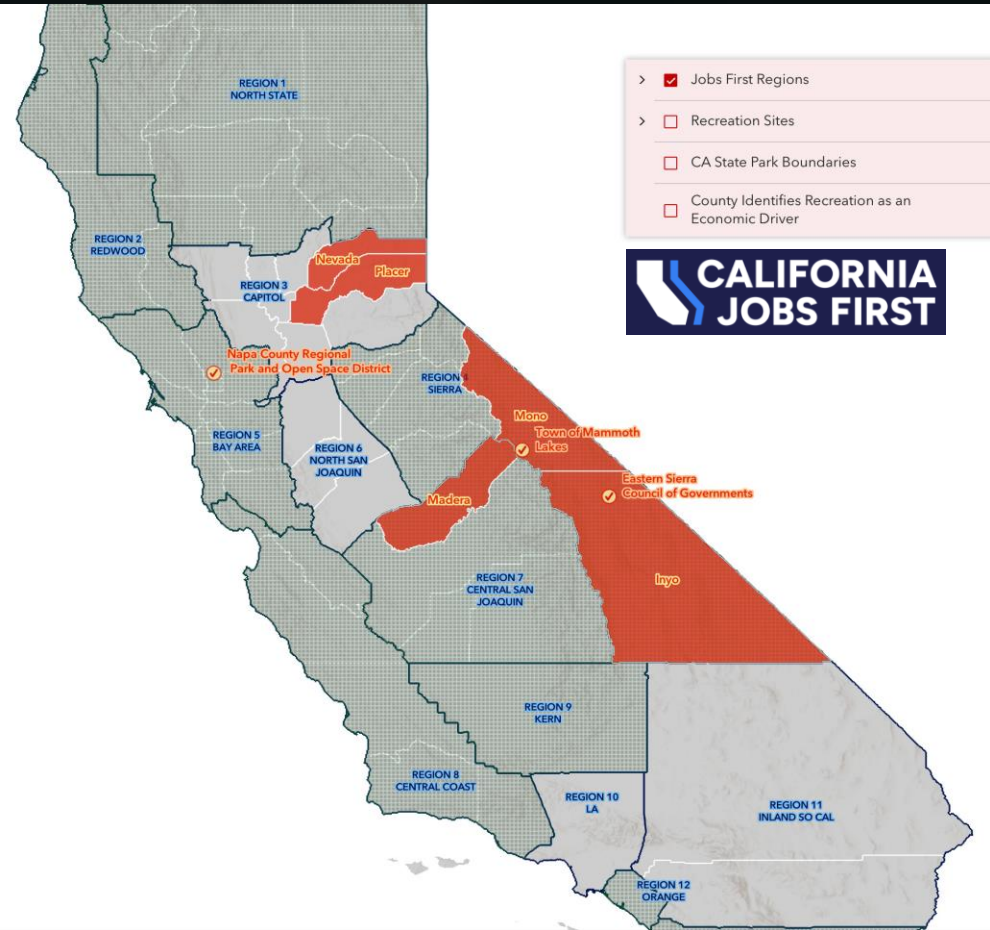 REGION 1
NORTH STATE
Jobs First Regions
Recreation Sites
CA State Park Boundaries
County Identifies Recreation as an
Economic Driver
CALIFORNIA
JOBS FIRST
REGION 2
REDWOOD
Nevada
Placer
REGION 3
CAPITOL
Napa County Regional
Park and Open Space District
REGION
SIERRA
Mono
Town of Mammoth
Lakes
REGION 5
BAY AREA
REGION 6
NORTH SAN
JOAQUIN
Eastern Sierra
Council of Governments
Madera
Inyo
REGION 7
CENTRAL SAN
JOAQUIN
REGION 9
KERN
REGION 8
CENTRAL COAST
REGION 10
LA
REGION 11
INLAND SO CAL
REGION 12
ORANGE